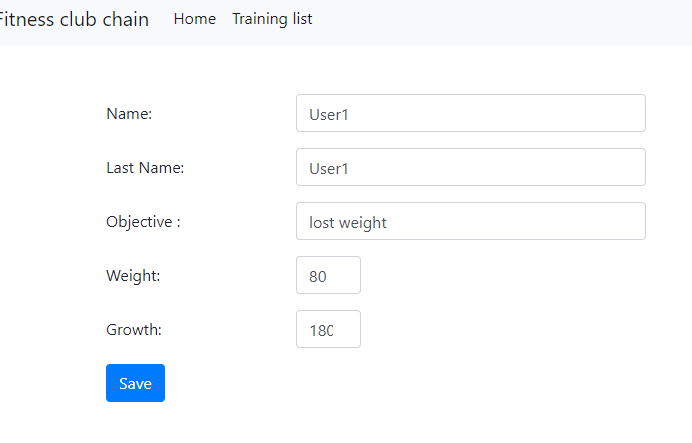 Fitness club chain Home Training list
Name: User1
Last Name: User1
Objective : lost weight
Weight: 80
Growth: 180
Save